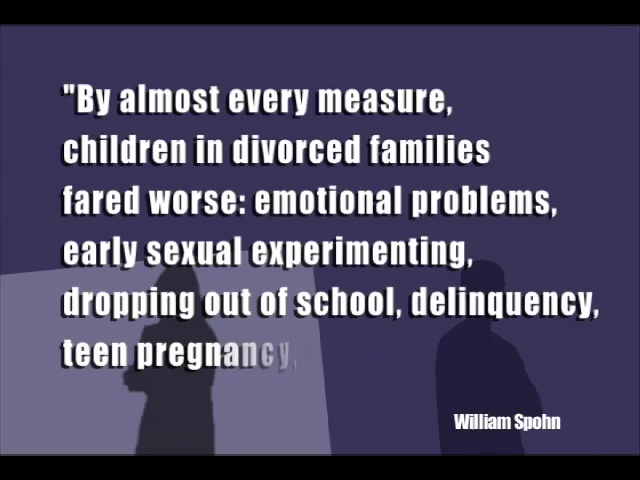 "By almost every measure,
children in divorced families
fared worse: emotional problems,
early sexual experimenting,
dropping out of school, delinquency,
teen pregnancy,
William Spohn